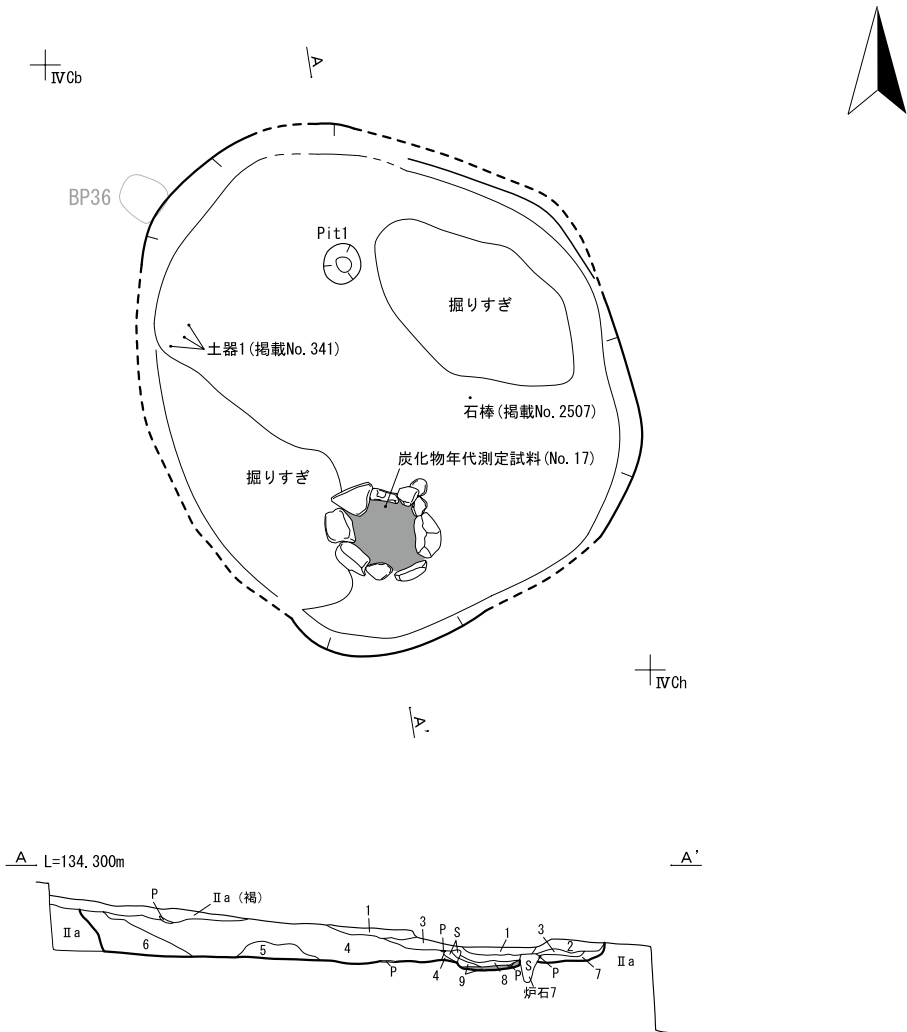 ⅣCb
A
BP36
Pit1
掘りすぎ
土器1(掲載No.341)
石棒(掲載No.2507)
炭化物年代測定試料(No.17)
掘りすぎ
ⅣCh
A'
A L=134.300m A'
P Ⅱa(褐)
Ⅱa 6 5 4 1 3 P S 1 3 2 Ⅱa
P 4 9 8 P S P 7
炉石7